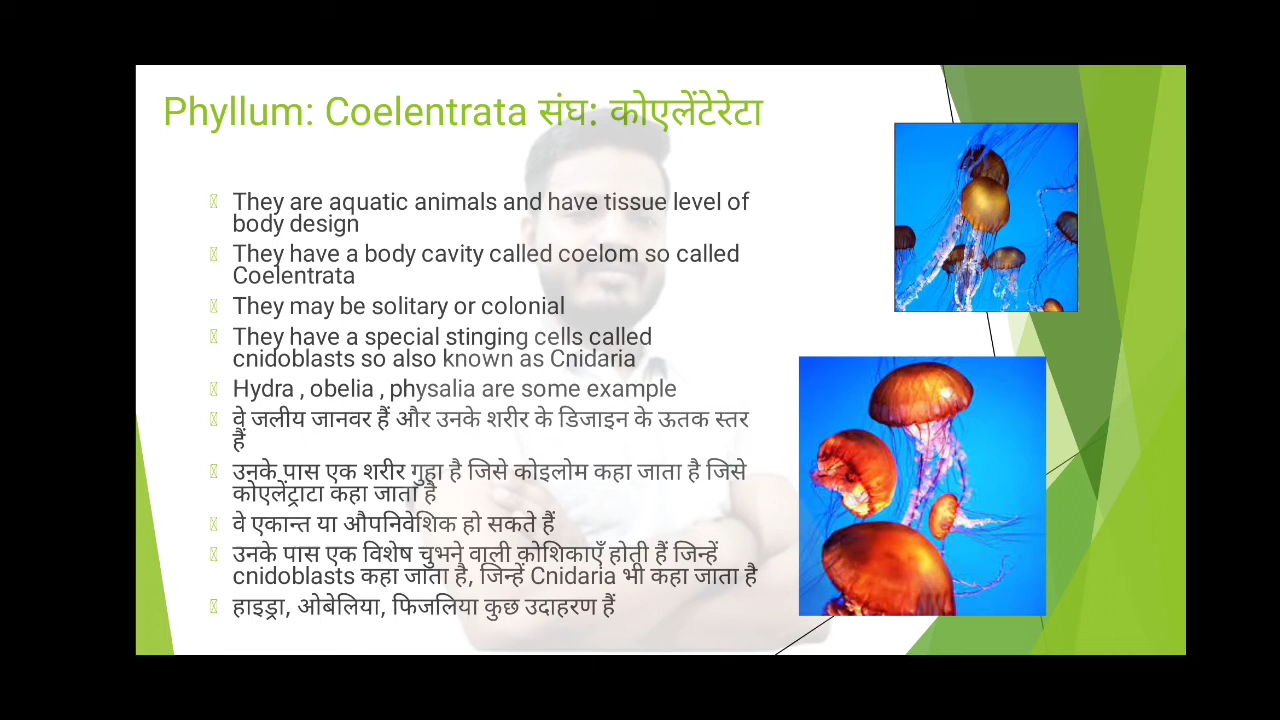 Phyllum: Coelentrata संघ: कोएलेंटेरेटा
They are aquatic animals and have tissue level of
body design
They have a body cavity called coelom so called
Coelentrata
They may be solitary or colonial
They have a special stinging cells called
cnidoblasts so also known as Cnidaria
Hydra , obelia , physalia are some example
वे जलीय जानवर हैं और उनके शरीर के डिजाइन के ऊतक स्तर
हैं
उनके पास एक शरीर गुहा है जिसे कोइलोम कहा जाता है जिसे
कोएलेंट्राटा कहा जाता है
वे एकान्त या औपनिवेशिक हो सकते हैं
उनके पास एक विशेष चुभने वाली कोशिकाएँ होती हैं जिन्हें
cnidoblasts कहा जाता है, जिन्हें Cnidaria भी कहा जाता है
हाइड्रा, ओबेलिया, फिजलिया कुछ उदाहरण हैं